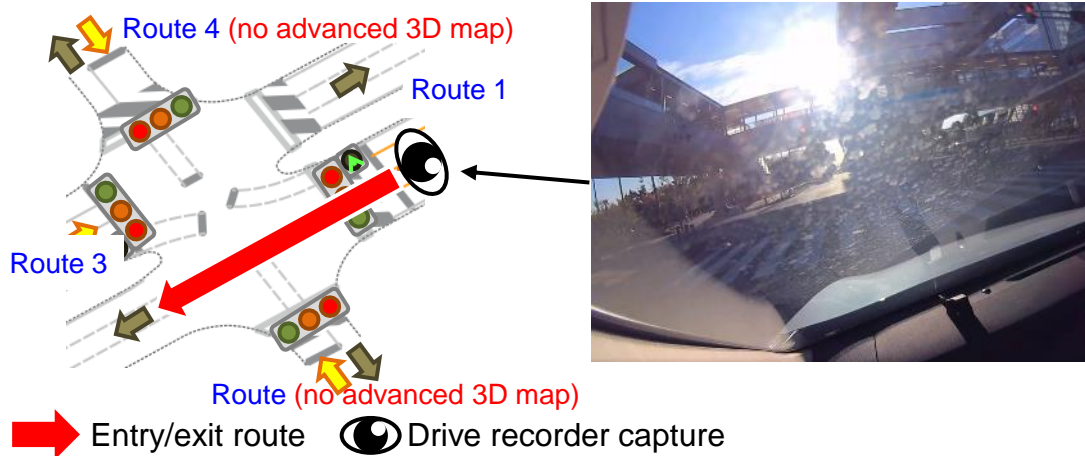 Route 4 (no advanced 3D map)
Route 1
Route 3
Route (no advanced 3D map)
Entry/exit route
Drive recorder capture